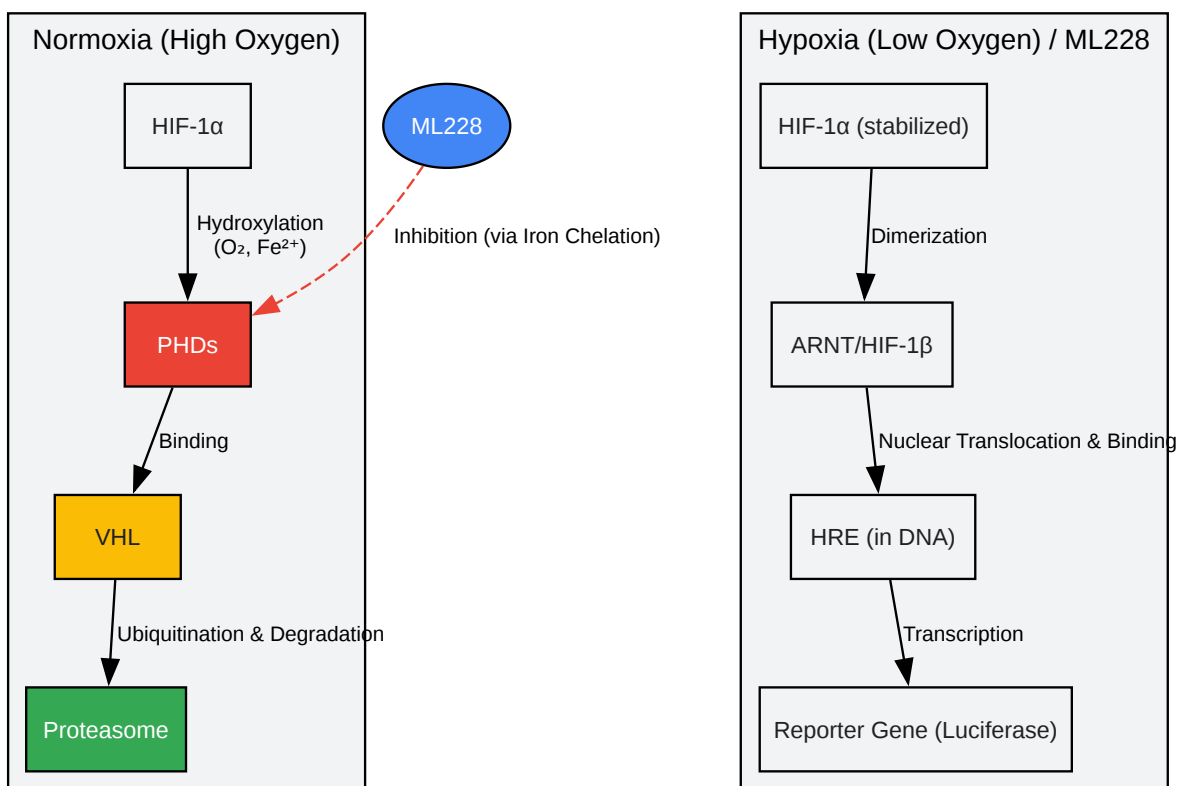 Normoxia (High Oxygen)
HIF-1α
Hydroxylation
(O₂, Fe²⁺)
PHDs
Binding
VHL
Ubiquitination & Degradation
Proteasome
ML228
Inhibition (via Iron Chelation)
Hypoxia (Low Oxygen) / ML228
HIF-1α (stabilized)
Dimerization
ARNT/HIF-1β
Nuclear Translocation & Binding
HRE (in DNA)
Transcription
Reporter Gene (Luciferase)